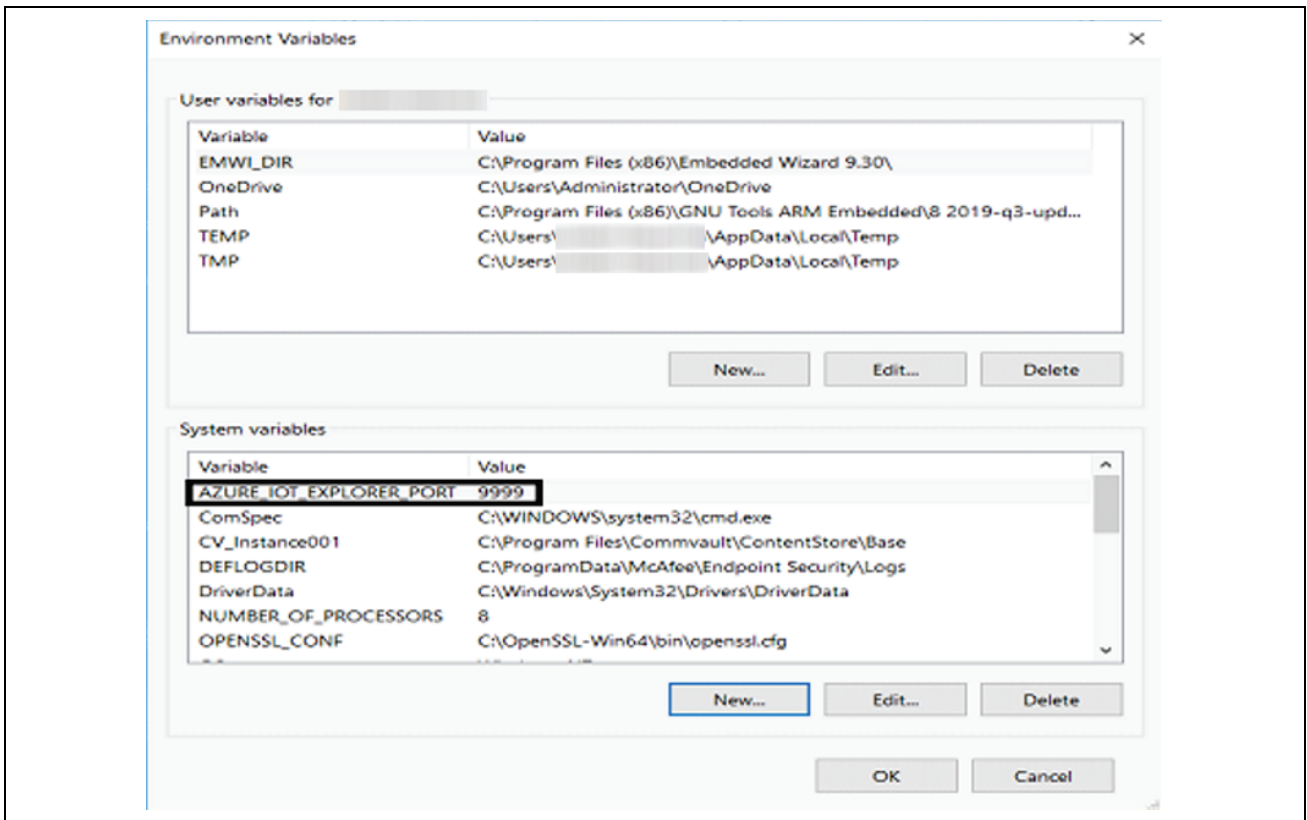 Environment Variables
User variables for
Variable Value
EMWI_DIR C:\Program Files (x86)\Embedded Wizard 9.30\
OneDrive C:\Users\Administrator\OneDrive
Path C:\Program Files (x86)\GNU Tools ARM Embedded\8 2019-q3-upd...
TEMP C:\Users\ \AppData\Local\Temp
TMP C:\Users\ \AppData\Local\Temp
New... Edit... Delete
System variables
Variable Value
AZURE_IOT_EXPLORER_PORT 9999
ComSpec C:\WINDOWS\system32\cmd.exe
CV_Instance001 C:\Program Files\Commvault\ContentStore\Base
DEFLOGDIR C:\ProgramData\McAfee\Endpoint Security\Logs
DriverData C:\Windows\System32\Drivers\DriverData
NUMBER_OF_PROCESSORS 8
OPENSSL_CONF C:\OpenSSL-Win64\bin\openssl.cfg
New... Edit... Delete
OK Cancel